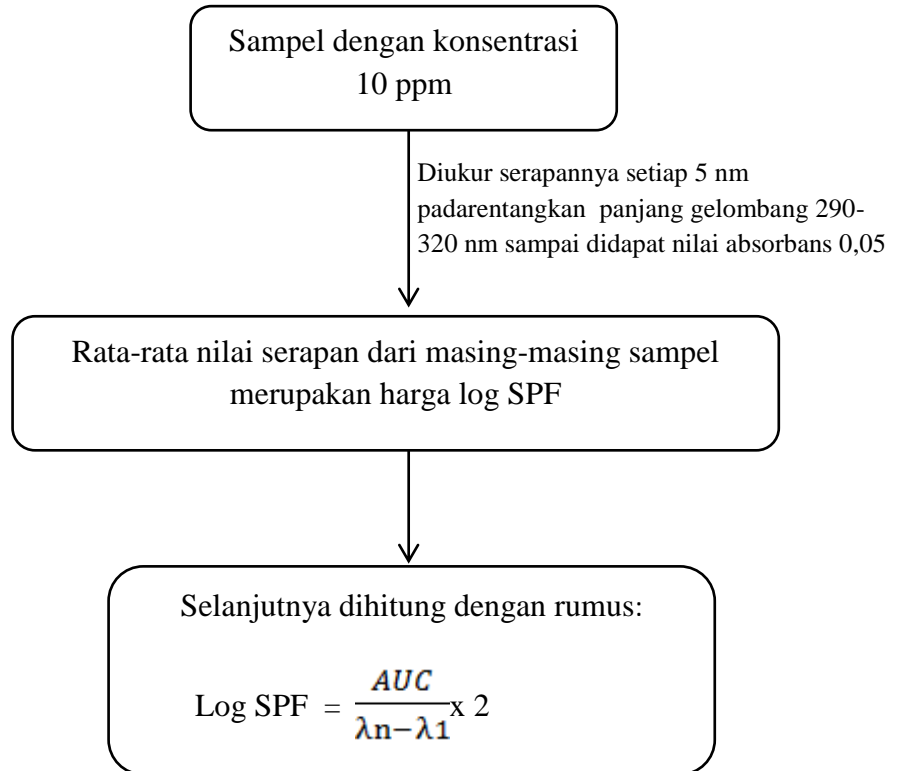 Sampel dengan konsentrasi
10 ppm
Diukur serapannya setiap 5 nm
padarentangkan panjang gelombang 290-
320 nm sampai didapat nilai absorbans 0,05
Rata-rata nilai serapan dari masing-masing sampel
merupakan harga log SPF
Selanjutnya dihitung dengan rumus:
Log SPF = AUC / λn−λ1 x 2